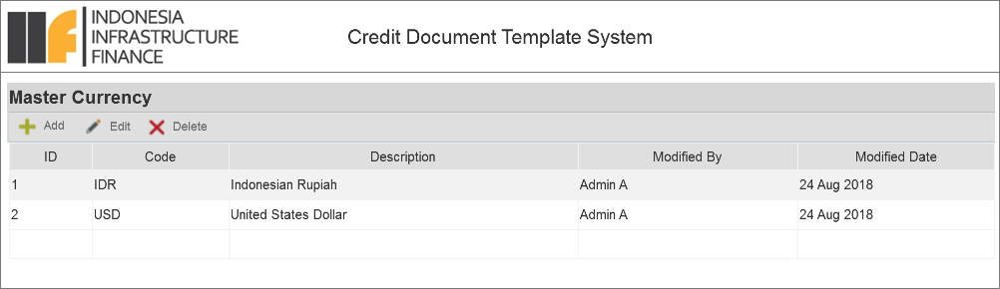 INDONESIA
INFRASTRUCTURE
FINANCE
Credit Document Template System
Master Currency
Add Edit Delete
ID Code Description Modified By Modified Date
1 IDR Indonesian Rupiah Admin A 24 Aug 2018
2 USD United States Dollar Admin A 24 Aug 2018